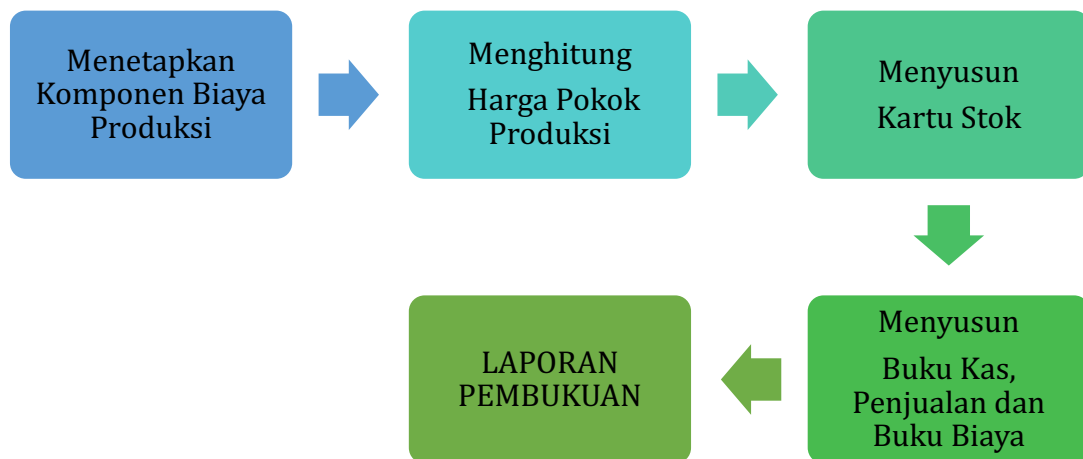 Menetapkan
Komponen Biaya
Produksi
Menghitung
Harga Pokok
Produksi
Menyusun
Kartu Stok
Menyusun
Buku Kas,
Penjualan dan
Buku Biaya
LAPORAN
PEMBUKUAN